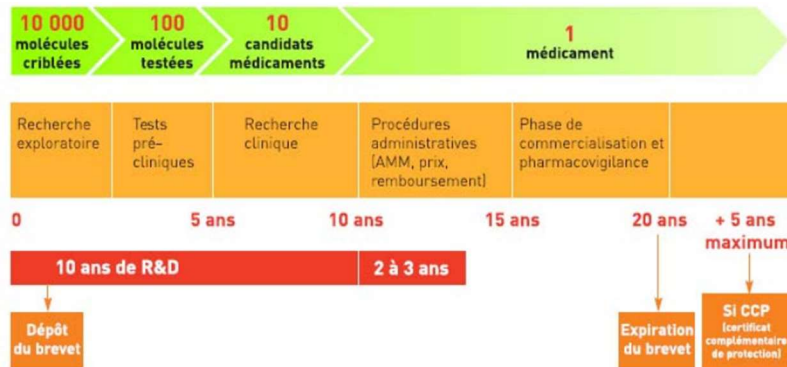 10 000
molécules
criblées
100
molécules
testées
10
candidats
médicaments
1
médicament
Recherche
exploratoire
Tests
pré-
cliniques
Recherche
clinique
Procédures
administratives
(AMM, prix,
remboursement)
Phase de
commercialisation et
pharmacovigilance
0
5 ans
10 ans
15 ans
20 ans
+ 5 ans
maximum
10 ans de R&D
2 à 3 ans
Dépôt
du brevet
Expiration
du brevet
Si CCP
(certificat
complémentaire
de protection)